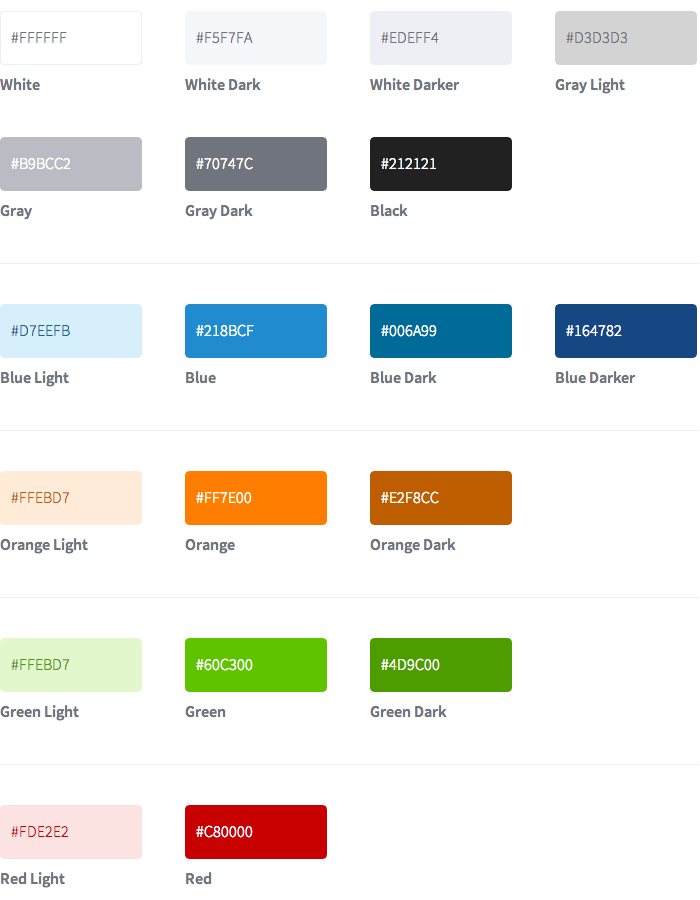 #FFFFFF #F5F7FA #EDEFF4 #D3D3D3
White White Dark White Darker Gray Light
#B9BCC2 #70747C #212121
Gray Gray Dark Black
#D7EEFB #218BCF #006A99 #164782
Blue Light Blue Blue Dark Blue Darker
#FFEBD7 #FF7E00 #E2F8CC
Orange Light Orange Orange Dark
#FFEBD7 #60C300 #4D9C00
Green Light Green Green Dark
#FDE2E2 #C80000
Red Light Red